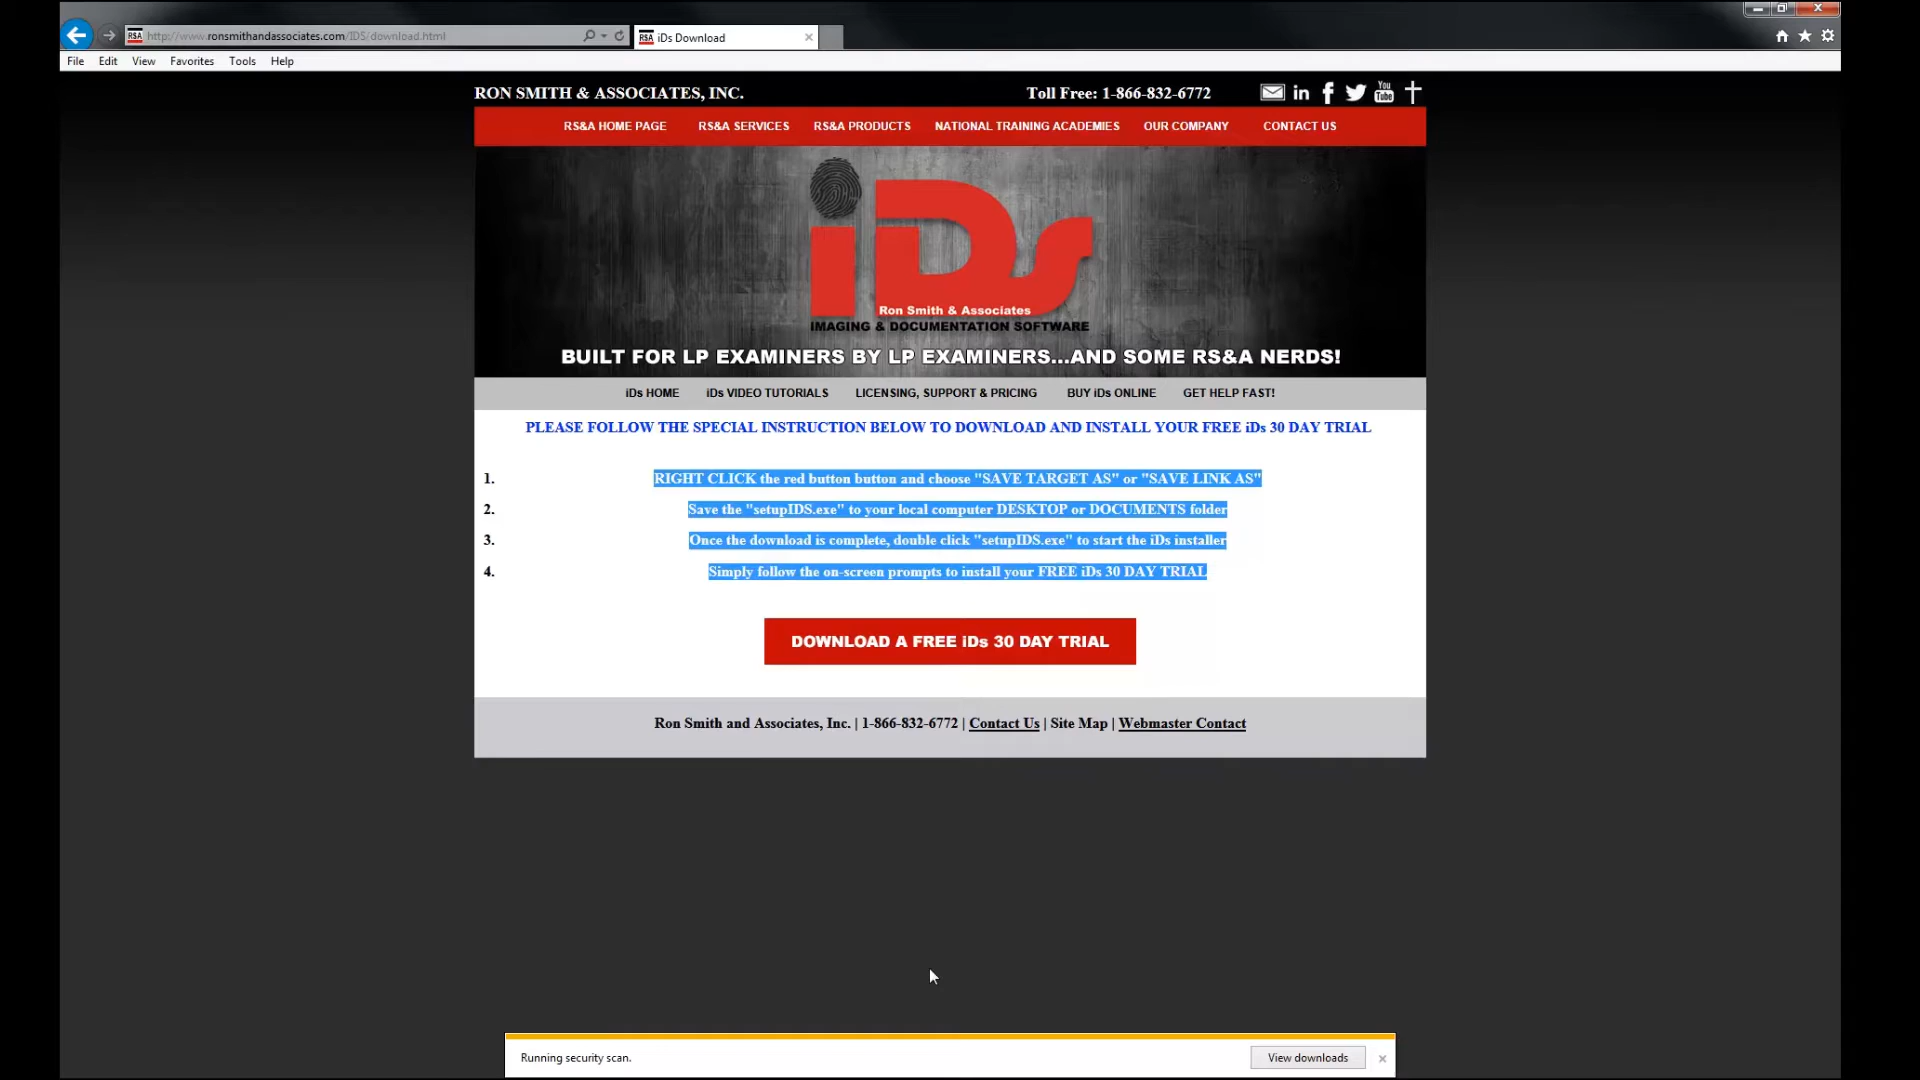 http://www.ronsmithandassociates.com/IDS/download.html
RSA iDs Download
File Edit View Favorites Tools Help
RON SMITH & ASSOCIATES, INC. Toll Free: 1-866-832-6772
RS&A HOME PAGE RS&A SERVICES RS&A PRODUCTS NATIONAL TRAINING ACADEMIES OUR COMPANY CONTACT US
iDs
Ron Smith & Associates
IMAGING & DOCUMENTATION SOFTWARE
BUILT FOR LP EXAMINERS BY LP EXAMINERS...AND SOME RS&A NERDS!
iDs HOME iDs VIDEO TUTORIALS LICENSING, SUPPORT & PRICING BUY iDs ONLINE GET HELP FAST!
PLEASE FOLLOW THE SPECIAL INSTRUCTION BELOW TO DOWNLOAD AND INSTALL YOUR FREE iDs 30 DAY TRIAL
1. RIGHT CLICK the red button button and choose "SAVE TARGET AS" or "SAVE LINK AS"
2. Save the "setupIDS.exe" to your local computer DESKTOP or DOCUMENTS folder
3. Once the download is complete, double click "setupIDS.exe" to start the iDs installer
4. Simply follow the on-screen prompts to install your FREE iDs 30 DAY TRIAL
DOWNLOAD A FREE iDs 30 DAY TRIAL
Ron Smith and Associates, Inc. | 1-866-832-6772 | Contact Us | Site Map | Webmaster Contact
Running security scan. View downloads